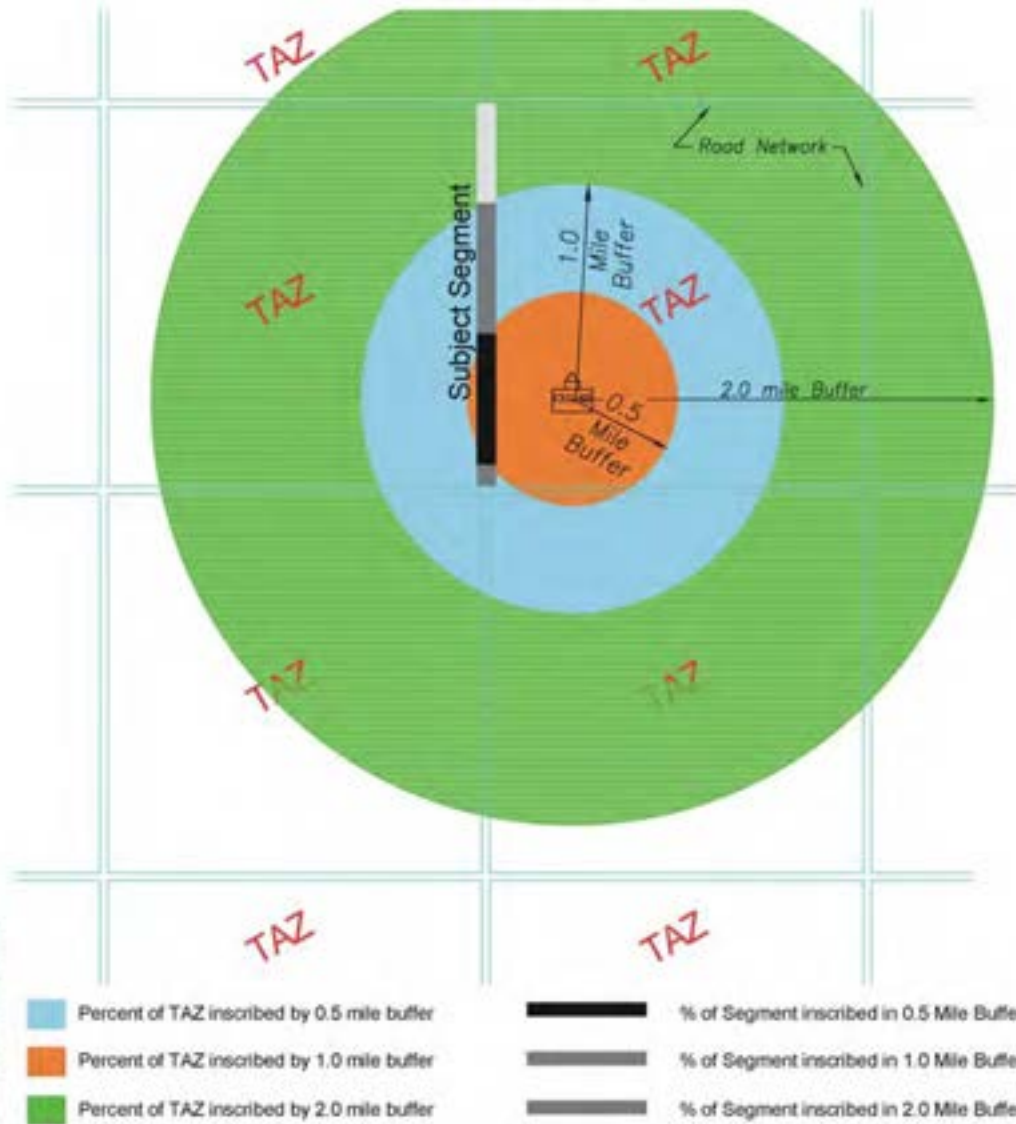 TAZ
TAZ
Road Network
Subject Segment
1.0
Mile
Buffer
TAZ
TAZ
2.0 mile Buffer
0.5
Mile
Buffer
TAZ
TAZ
TAZ
TAZ
Percent of TAZ inscribed by 0.5 mile buffer
% of Segment inscribed in 0.5 Mile Buffe
Percent of TAZ inscribed by 1.0 mile buffer
% of Segment inscribed in 1.0 Mile Buffe
Percent of TAZ inscribed by 2.0 mile buffer
% of Segment inscribed in 2.0 Mile Buffe